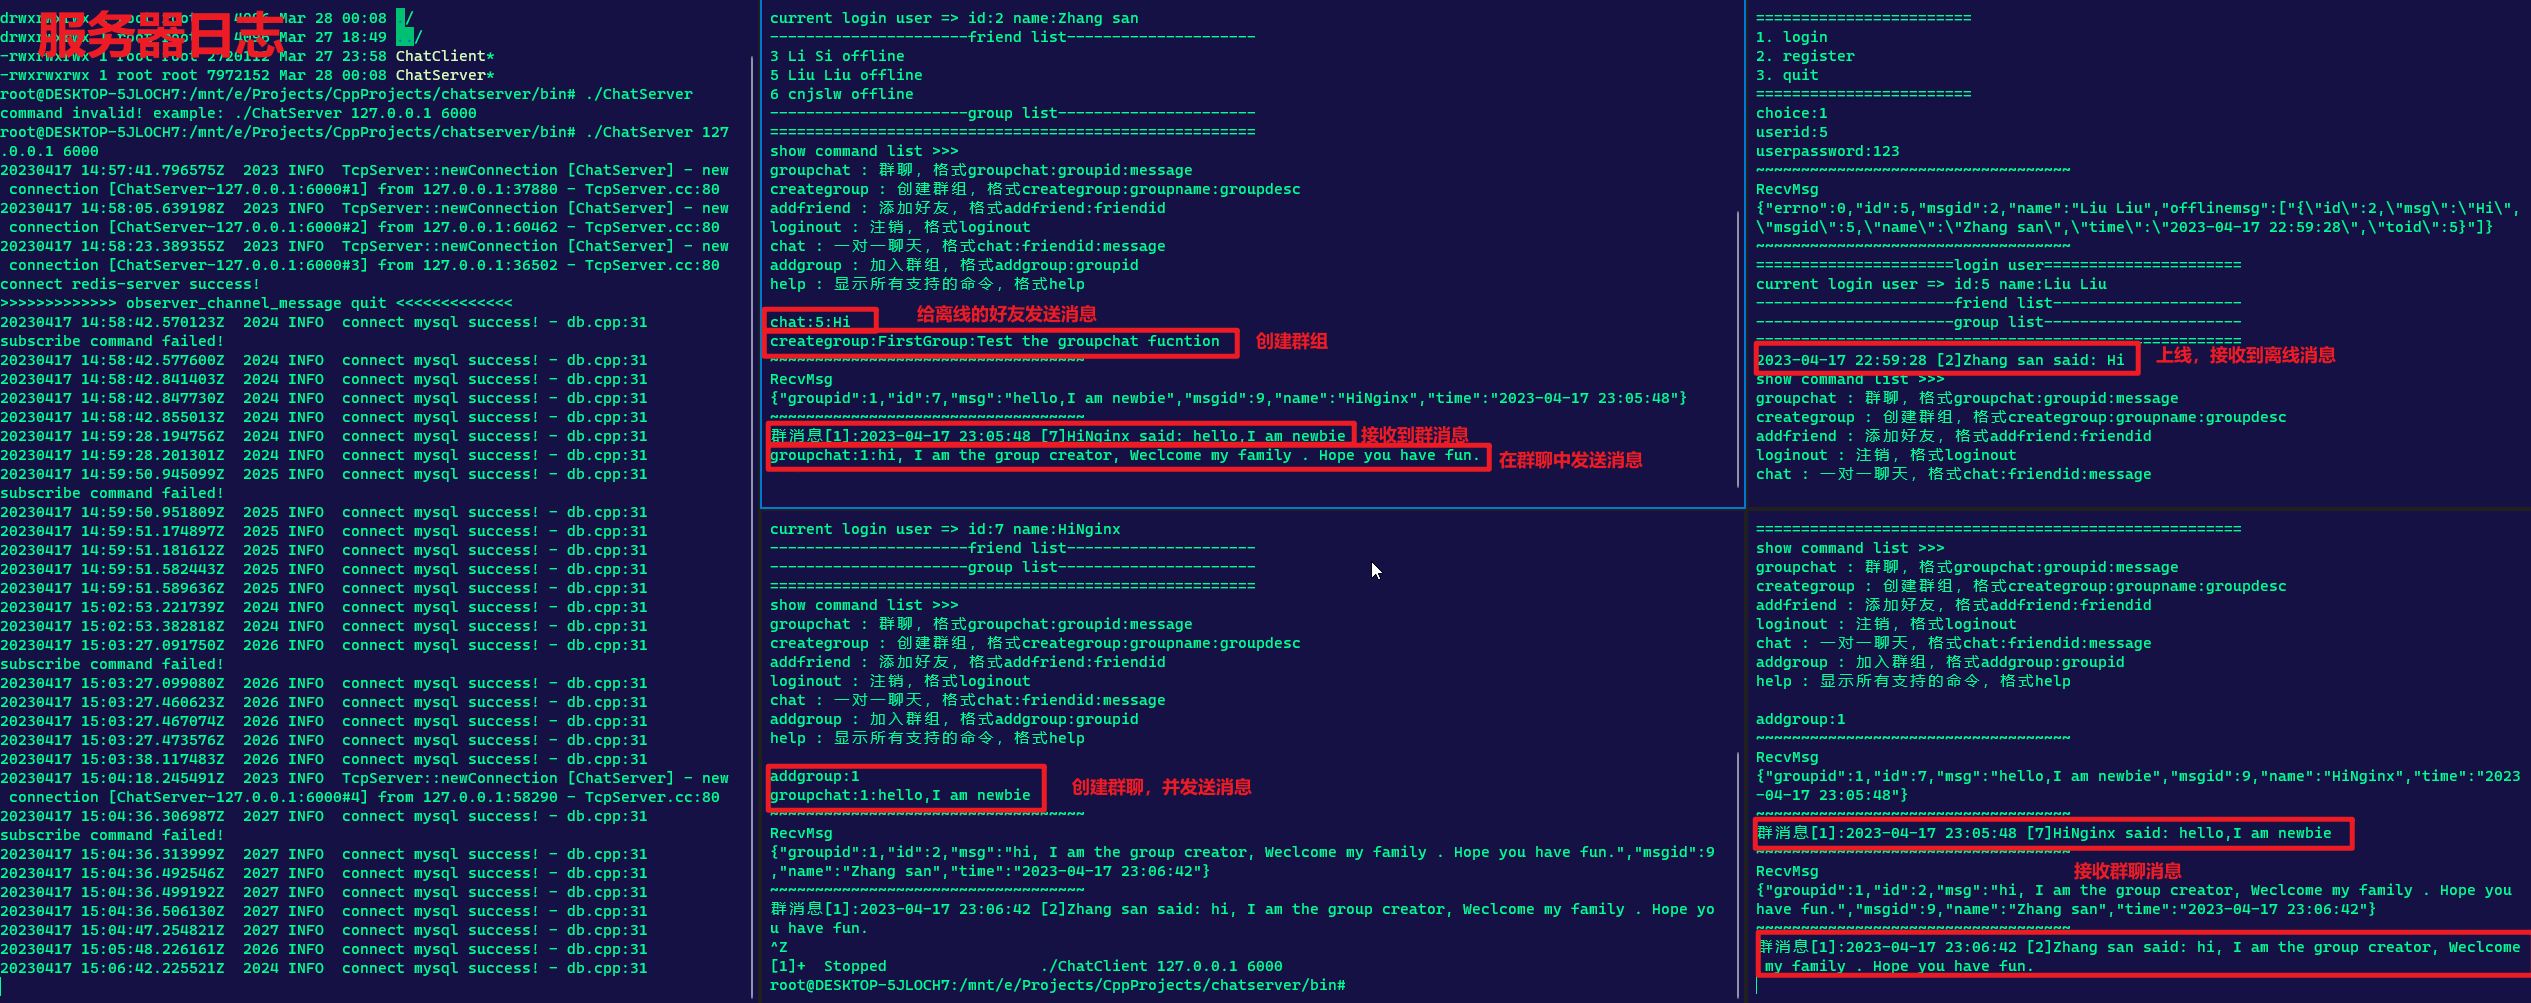 服务器日志
drwxrwxrwx 1 root root 4096 Mar 28 00:08 ./
drwxrwxrwx 1 root root 4096 Mar 27 18:49 ../
-rwxrwxrwx 1 root root 2720112 Mar 27 23:58 ChatClient*
-rwxrwxrwx 1 root root 7972152 Mar 28 00:08 ChatServer*
root@DESKTOP-5JLOCH7:/mnt/e/Projects/CppProjects/chatserver/bin# ./ChatServer
command invalid! example: ./ChatServer 127.0.0.1 6000
root@DESKTOP-5JLOCH7:/mnt/e/Projects/CppProjects/chatserver/bin# ./ChatServer 127
.0.0.1 6000
20230417 14:57:41.796575Z  2023 INFO  TcpServer::newConnection [ChatServer] - new
 connection [ChatServer-127.0.0.1:6000#1] from 127.0.0.1:37880 - TcpServer.cc:80
20230417 14:58:05.639198Z  2023 INFO  TcpServer::newConnection [ChatServer] - new
 connection [ChatServer-127.0.0.1:6000#2] from 127.0.0.1:60462 - TcpServer.cc:80
20230417 14:58:23.389355Z  2023 INFO  TcpServer::newConnection [ChatServer] - new
 connection [ChatServer-127.0.0.1:6000#3] from 127.0.0.1:36502 - TcpServer.cc:80
connect redis-server success!
>>>>>>>>>>>>> observer_channel_message quit <<<<<<<<<<<<<
20230417 14:58:42.570123Z  2024 INFO  connect mysql success! - db.cpp:31
subscribe command failed!
20230417 14:58:42.577600Z  2024 INFO  connect mysql success! - db.cpp:31
20230417 14:58:42.841403Z  2024 INFO  connect mysql success! - db.cpp:31
20230417 14:58:42.847730Z  2024 INFO  connect mysql success! - db.cpp:31
20230417 14:58:42.855013Z  2024 INFO  connect mysql success! - db.cpp:31
20230417 14:59:28.194756Z  2024 INFO  connect mysql success! - db.cpp:31
20230417 14:59:28.201301Z  2024 INFO  connect mysql success! - db.cpp:31
20230417 14:59:50.945099Z  2025 INFO  connect mysql success! - db.cpp:31
subscribe command failed!
20230417 14:59:50.951809Z  2025 INFO  connect mysql success! - db.cpp:31
20230417 14:59:51.174897Z  2025 INFO  connect mysql success! - db.cpp:31
20230417 14:59:51.181612Z  2025 INFO  connect mysql success! - db.cpp:31
20230417 14:59:51.582443Z  2025 INFO  connect mysql success! - db.cpp:31
20230417 14:59:51.589636Z  2025 INFO  connect mysql success! - db.cpp:31
20230417 15:02:53.221739Z  2024 INFO  connect mysql success! - db.cpp:31
20230417 15:02:53.382818Z  2024 INFO  connect mysql success! - db.cpp:31
20230417 15:03:27.091750Z  2026 INFO  connect mysql success! - db.cpp:31
subscribe command failed!
20230417 15:03:27.099080Z  2026 INFO  connect mysql success! - db.cpp:31
20230417 15:03:27.460623Z  2026 INFO  connect mysql success! - db.cpp:31
20230417 15:03:27.467074Z  2026 INFO  connect mysql success! - db.cpp:31
20230417 15:03:27.473576Z  2026 INFO  connect mysql success! - db.cpp:31
20230417 15:03:38.117483Z  2026 INFO  connect mysql success! - db.cpp:31
20230417 15:04:18.245491Z  2023 INFO  TcpServer::newConnection [ChatServer] - new
 connection [ChatServer-127.0.0.1:6000#4] from 127.0.0.1:58290 - TcpServer.cc:80
20230417 15:04:36.306987Z  2027 INFO  connect mysql success! - db.cpp:31
subscribe command failed!
20230417 15:04:36.313999Z  2027 INFO  connect mysql success! - db.cpp:31
20230417 15:04:36.492546Z  2027 INFO  connect mysql success! - db.cpp:31
20230417 15:04:36.499192Z  2027 INFO  connect mysql success! - db.cpp:31
20230417 15:04:36.506130Z  2027 INFO  connect mysql success! - db.cpp:31
20230417 15:04:47.254821Z  2027 INFO  connect mysql success! - db.cpp:31
20230417 15:05:48.226161Z  2026 INFO  connect mysql success! - db.cpp:31
20230417 15:06:42.225521Z  2024 INFO  connect mysql success! - db.cpp:31
current login user => id:2 name:Zhang san
----------------------friend list---------------------
3 Li Si offline
5 Liu Liu offline
6 cnjslw offline
----------------------group list----------------------
======================================================
show command list >>>
groupchat : 群聊, 格式groupchat:groupid:message
creategroup : 创建群组, 格式creategroup:groupname:groupdesc
addfriend : 添加好友, 格式addfriend:friendid
loginout : 注销, 格式loginout
chat : 一对一聊天, 格式chat:friendid:message
addgroup : 加入群组, 格式addgroup:groupid
help : 显示所有支持的命令, 格式help
chat:5:Hi 给离线的好友发送消息
creategroup:FirstGroup:Test the groupchat fucntion 创建群组
~~~~~~~~~~~~~~~~~~~~~~~~~~~~~~~~~~~
RecvMsg
{"groupid":1,"id":7,"msg":"hello,I am newbie","msgid":9,"name":"HiNginx","time":"2023-04-17 23:05:48"}
~~~~~~~~~~~~~~~~~~~~~~~~~~~~~~~~~~~
群消息[1]:2023-04-17 23:05:48 [7]HiNginx said: hello,I am newbie 接收到群消息
groupchat:1:hi, I am the group creator, Weclcome my family . Hope you have fun. 在群聊中发送消息
========================
1. login
2. register
3. quit
========================
choice:1
userid:5
userpassword:123
~~~~~~~~~~~~~~~~~~~~~~~~~~~~~~~~~~~
RecvMsg
{"errno":0,"id":5,"msgid":2,"name":"Liu Liu","offlinemsg":["{\"id\":2,\"msg\":\"Hi\",
\"msgid\":5,\"name\":\"Zhang san\",\"time\":\"2023-04-17 22:59:28\",\"toid\":5}"]}
~~~~~~~~~~~~~~~~~~~~~~~~~~~~~~~~~~~
======================login user======================
current login user => id:5 name:Liu Liu
----------------------friend list---------------------
----------------------group list----------------------
======================================================
2023-04-17 22:59:28 [2]Zhang san said: Hi 上线，接收到离线消息
show command list >>>
groupchat : 群聊, 格式groupchat:groupid:message
creategroup : 创建群组, 格式creategroup:groupname:groupdesc
addfriend : 添加好友, 格式addfriend:friendid
loginout : 注销, 格式loginout
chat : 一对一聊天, 格式chat:friendid:message
current login user => id:7 name:HiNginx
----------------------friend list---------------------
----------------------group list----------------------
======================================================
show command list >>>
groupchat : 群聊, 格式groupchat:groupid:message
creategroup : 创建群组, 格式creategroup:groupname:groupdesc
addfriend : 添加好友, 格式addfriend:friendid
loginout : 注销, 格式loginout
chat : 一对一聊天, 格式chat:friendid:message
addgroup : 加入群组, 格式addgroup:groupid
help : 显示所有支持的命令, 格式help
addgroup:1
创建群聊，并发送消息
groupchat:1:hello,I am newbie
~~~~~~~~~~~~~~~~~~~~~~~~~~~~~~~~~~~
RecvMsg
{"groupid":1,"id":2,"msg":"hi, I am the group creator, Weclcome my family . Hope you have fun.","msgid":9
,"name":"Zhang san","time":"2023-04-17 23:06:42"}
~~~~~~~~~~~~~~~~~~~~~~~~~~~~~~~~~~~
群消息[1]:2023-04-17 23:06:42 [2]Zhang san said: hi, I am the group creator, Weclcome my family . Hope yo
u have fun.
^Z
[1]+  Stopped                 ./ChatClient 127.0.0.1 6000
root@DESKTOP-5JLOCH7:/mnt/e/Projects/CppProjects/chatserver/bin#
======================================================
show command list >>>
groupchat : 群聊, 格式groupchat:groupid:message
creategroup : 创建群组, 格式creategroup:groupname:groupdesc
addfriend : 添加好友, 格式addfriend:friendid
loginout : 注销, 格式loginout
chat : 一对一聊天, 格式chat:friendid:message
addgroup : 加入群组, 格式addgroup:groupid
help : 显示所有支持的命令, 格式help
addgroup:1
~~~~~~~~~~~~~~~~~~~~~~~~~~~~~~~~~~~
RecvMsg
{"groupid":1,"id":7,"msg":"hello,I am newbie","msgid":9,"name":"HiNginx","time":"2023
-04-17 23:05:48"}
~~~~~~~~~~~~~~~~~~~~~~~~~~~~~~~~~~~
群消息[1]:2023-04-17 23:05:48 [7]HiNginx said: hello,I am newbie
~~~~~~~~~~~~~~~~~~~~~~~~~~~~~~~~~~~
RecvMsg 接收群聊消息
{"groupid":1,"id":2,"msg":"hi, I am the group creator, Weclcome my family . Hope you
have fun.","msgid":9,"name":"Zhang san","time":"2023-04-17 23:06:42"}
~~~~~~~~~~~~~~~~~~~~~~~~~~~~~~~~~~~
群消息[1]:2023-04-17 23:06:42 [2]Zhang san said: hi, I am the group creator, Weclcome
 my family . Hope you have fun.